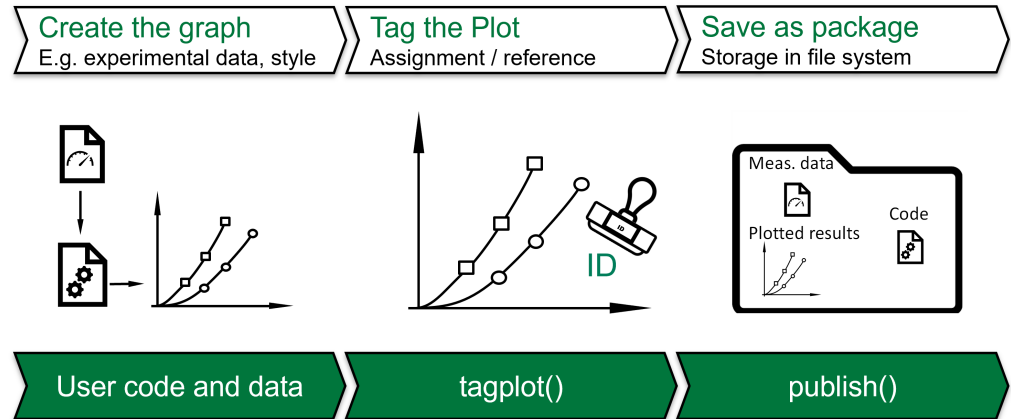 Create the graph
E.g. experimental data, style
Tag the Plot
Assignment / reference
Save as package
Storage in file system
ID
ID
Meas. data
Code
Plotted results
User code and data
tagplot()
publish()